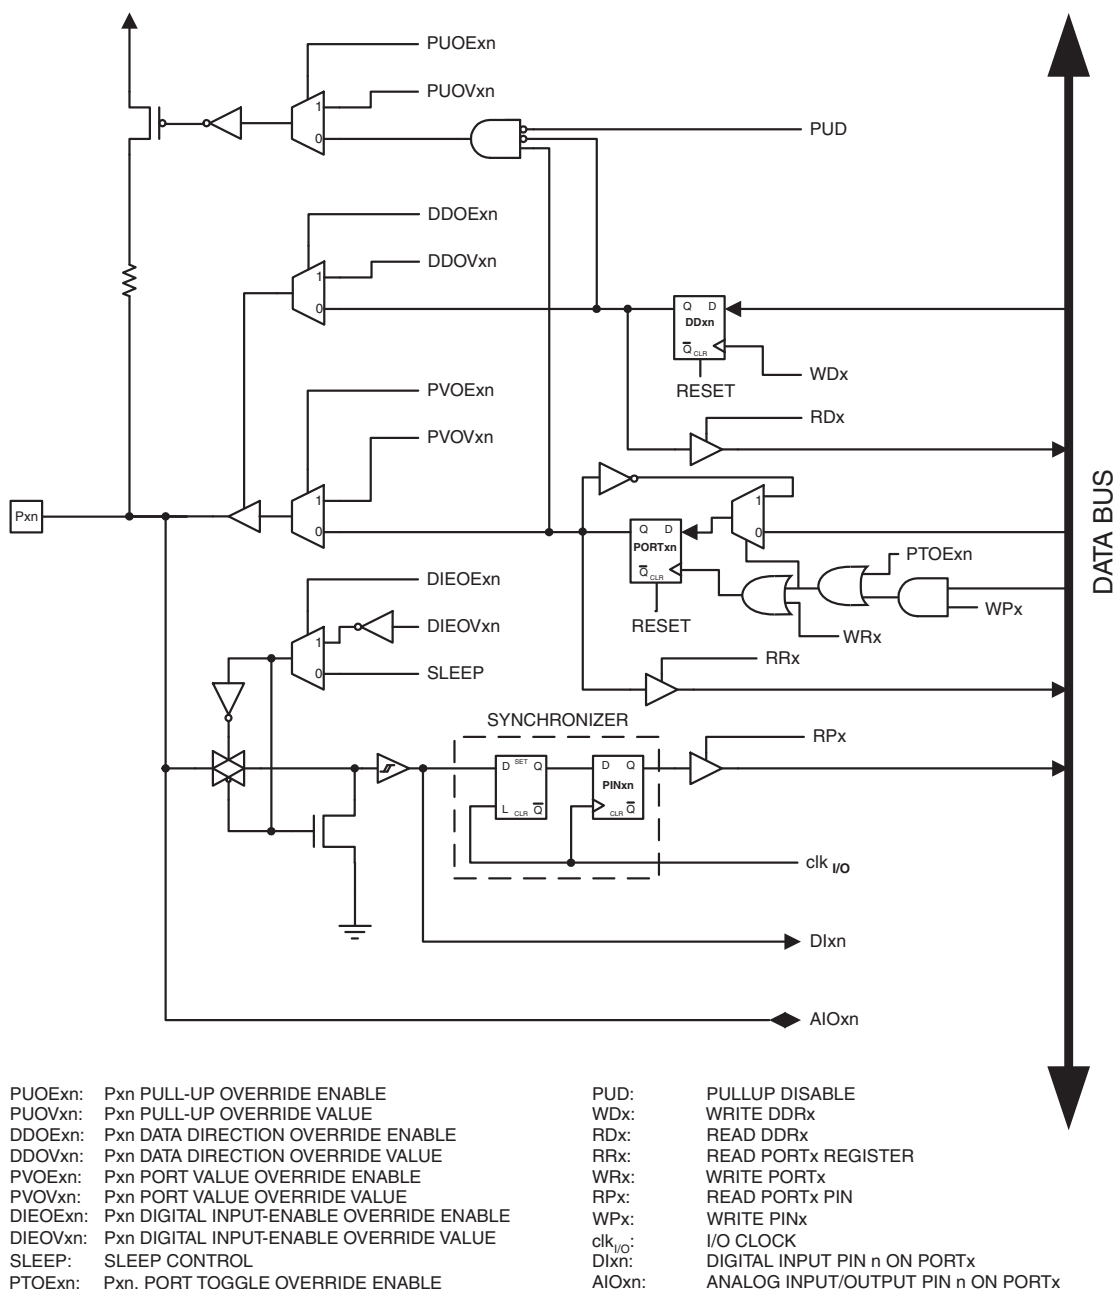 PUOExn
PUOVxn
1
0
PUD
DDOExn
DDOVxn
1
0
Q D
DDxn
Q CLR
WDx
RESET
PVOExn
RDx
PVOVxn
DATA BUS
1
0
1
0
Pxn
Q D
PORTxn
Q CLR
PTOExn
WPx
RESET
WRx
DIEOExn
DIEOVxn
1
0
SLEEP
RRx
SYNCHRONIZER
RPx
D SET Q
L CLR Q
D Q
PINxn
CLR Q
clk I/O
DIxn
AIOxn
PUOExn: Pxn PULL-UP OVERRIDE ENABLE
PUOVxn: Pxn PULL-UP OVERRIDE VALUE
DDOExn: Pxn DATA DIRECTION OVERRIDE ENABLE
DDOVxn: Pxn DATA DIRECTION OVERRIDE VALUE
PVOExn: Pxn PORT VALUE OVERRIDE ENABLE
PVOVxn: Pxn PORT VALUE OVERRIDE VALUE
DIEOExn: Pxn DIGITAL INPUT-ENABLE OVERRIDE ENABLE
DIEOVxn: Pxn DIGITAL INPUT-ENABLE OVERRIDE VALUE
SLEEP: SLEEP CONTROL
PTOExn: Pxn, PORT TOGGLE OVERRIDE ENABLE
PUD: PULLUP DISABLE
WDx: WRITE DDRx
RDx: READ DDRx
RRx: READ PORTx REGISTER
WRx: WRITE PORTx
RPx: READ PORTx PIN
WPx: WRITE PINx
clk I/O: I/O CLOCK
DIxn: DIGITAL INPUT PIN n ON PORTx
AIOxn: ANALOG INPUT/OUTPUT PIN n ON PORTx